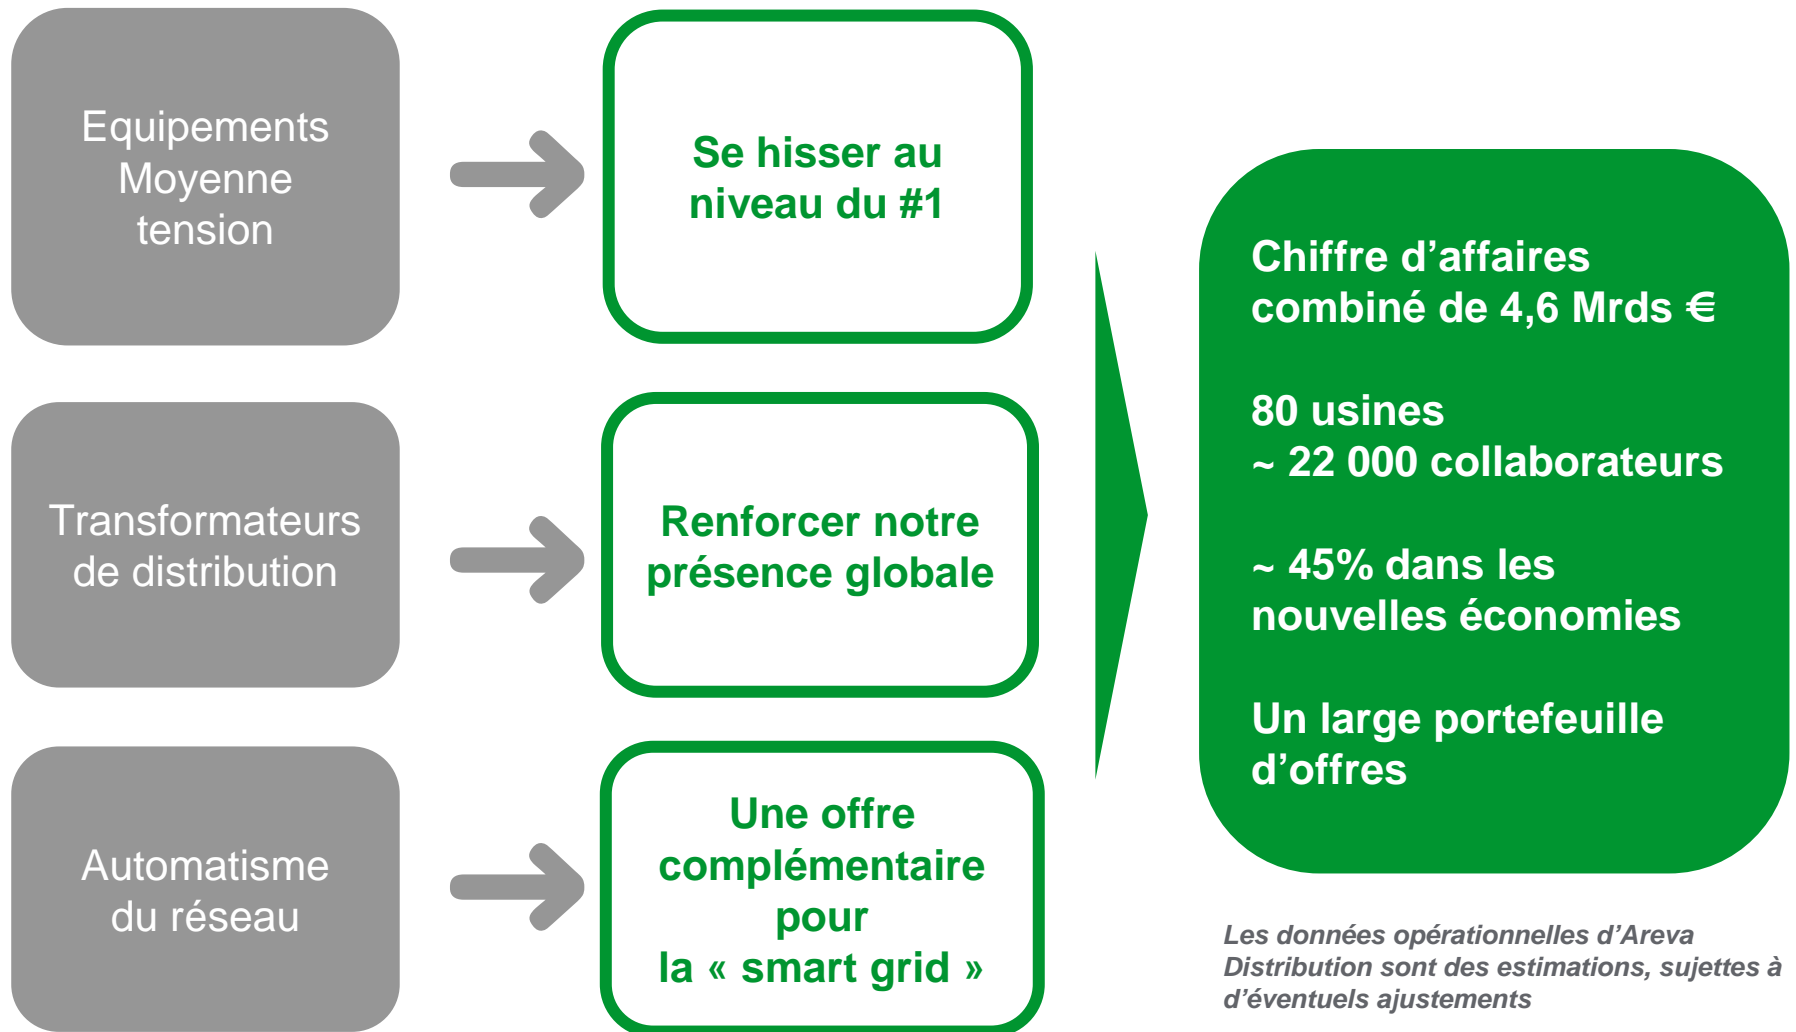 Equipements
Moyenne
tension
Se hisser au
niveau du #1
Transformateurs
de distribution
Renforcer notre
présence globale
Automatisme
du réseau
Une offre
complémentaire
pour
la « smart grid »
Chiffre d’affaires
combiné de 4,6 Mrds €
80 usines
~ 22 000 collaborateurs
~ 45% dans les
nouvelles économies
Un large portefeuille
d’offres
Les données opérationnelles d’Areva
Distribution sont des estimations, sujettes à
d’éventuels ajustements